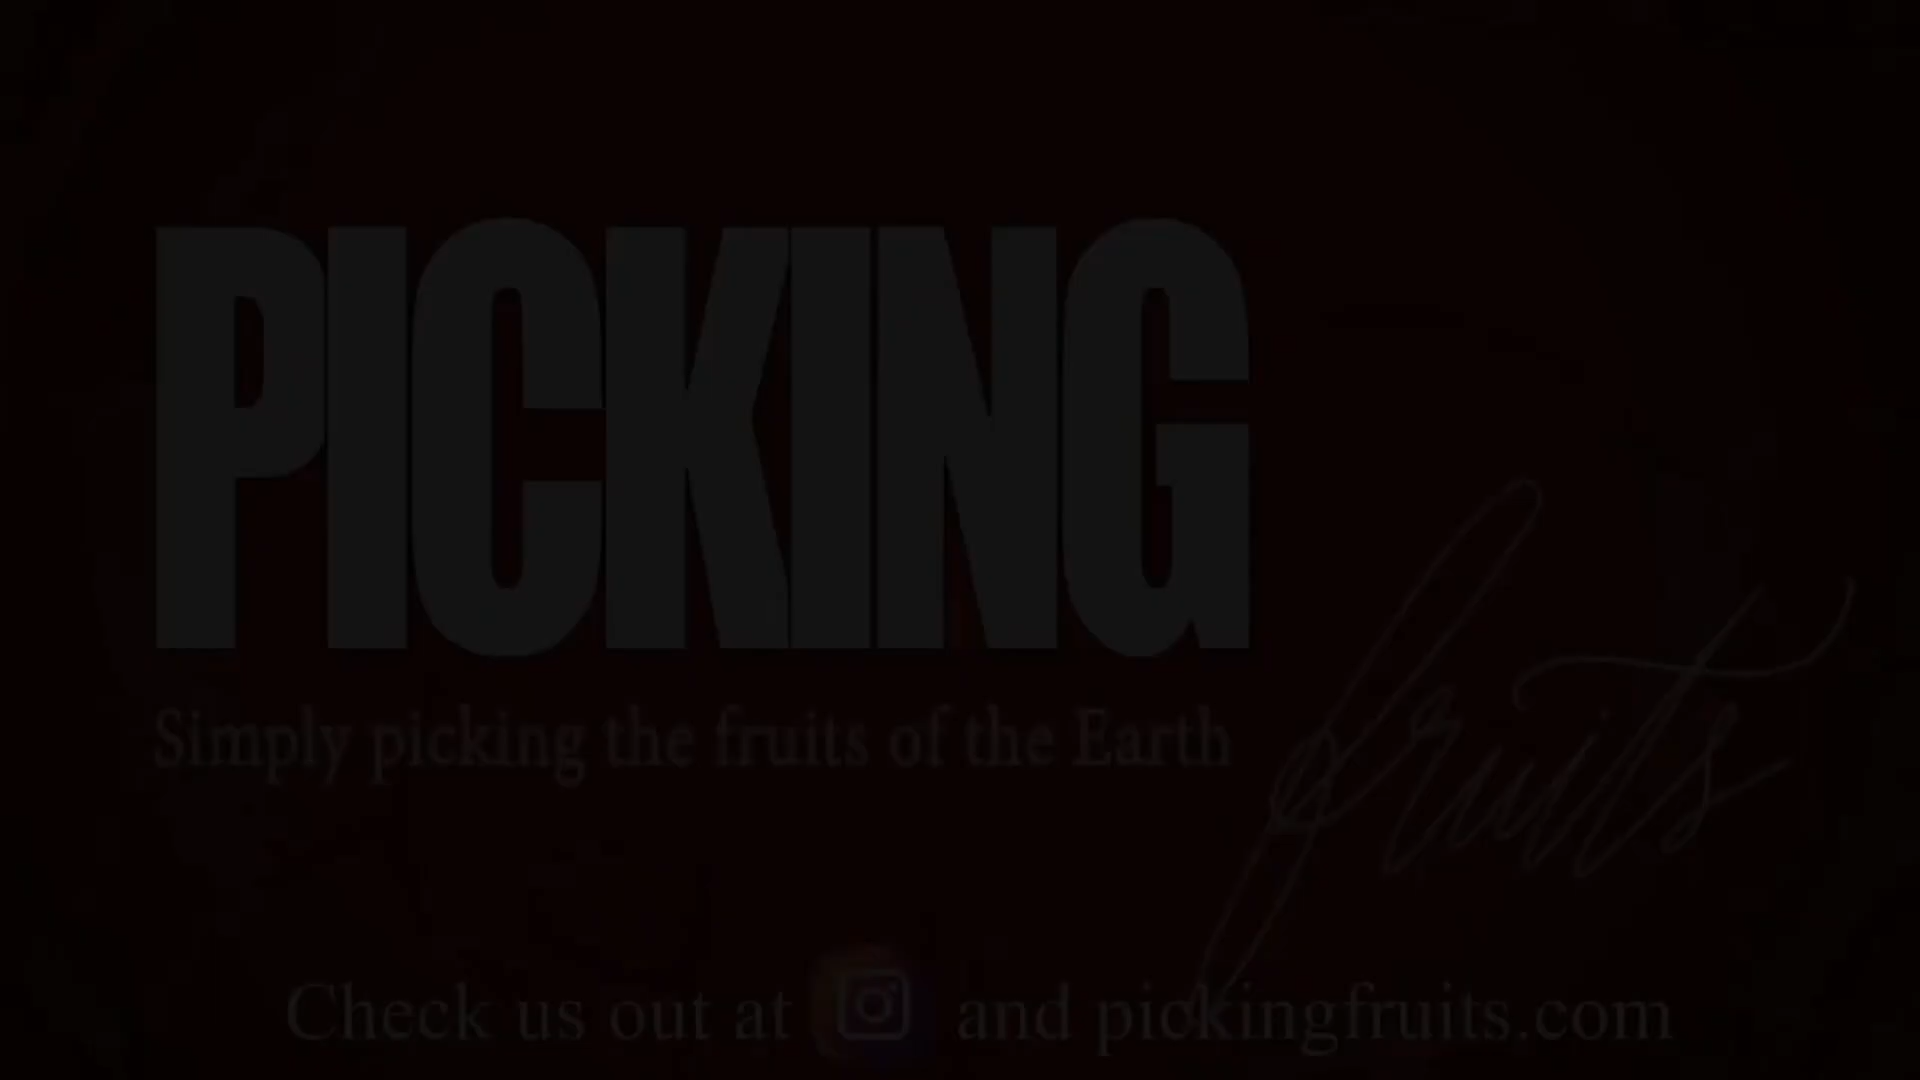 PICKING
fruits
Simply picking the fruits of the Earth
Check us out at and pickingfruits.com